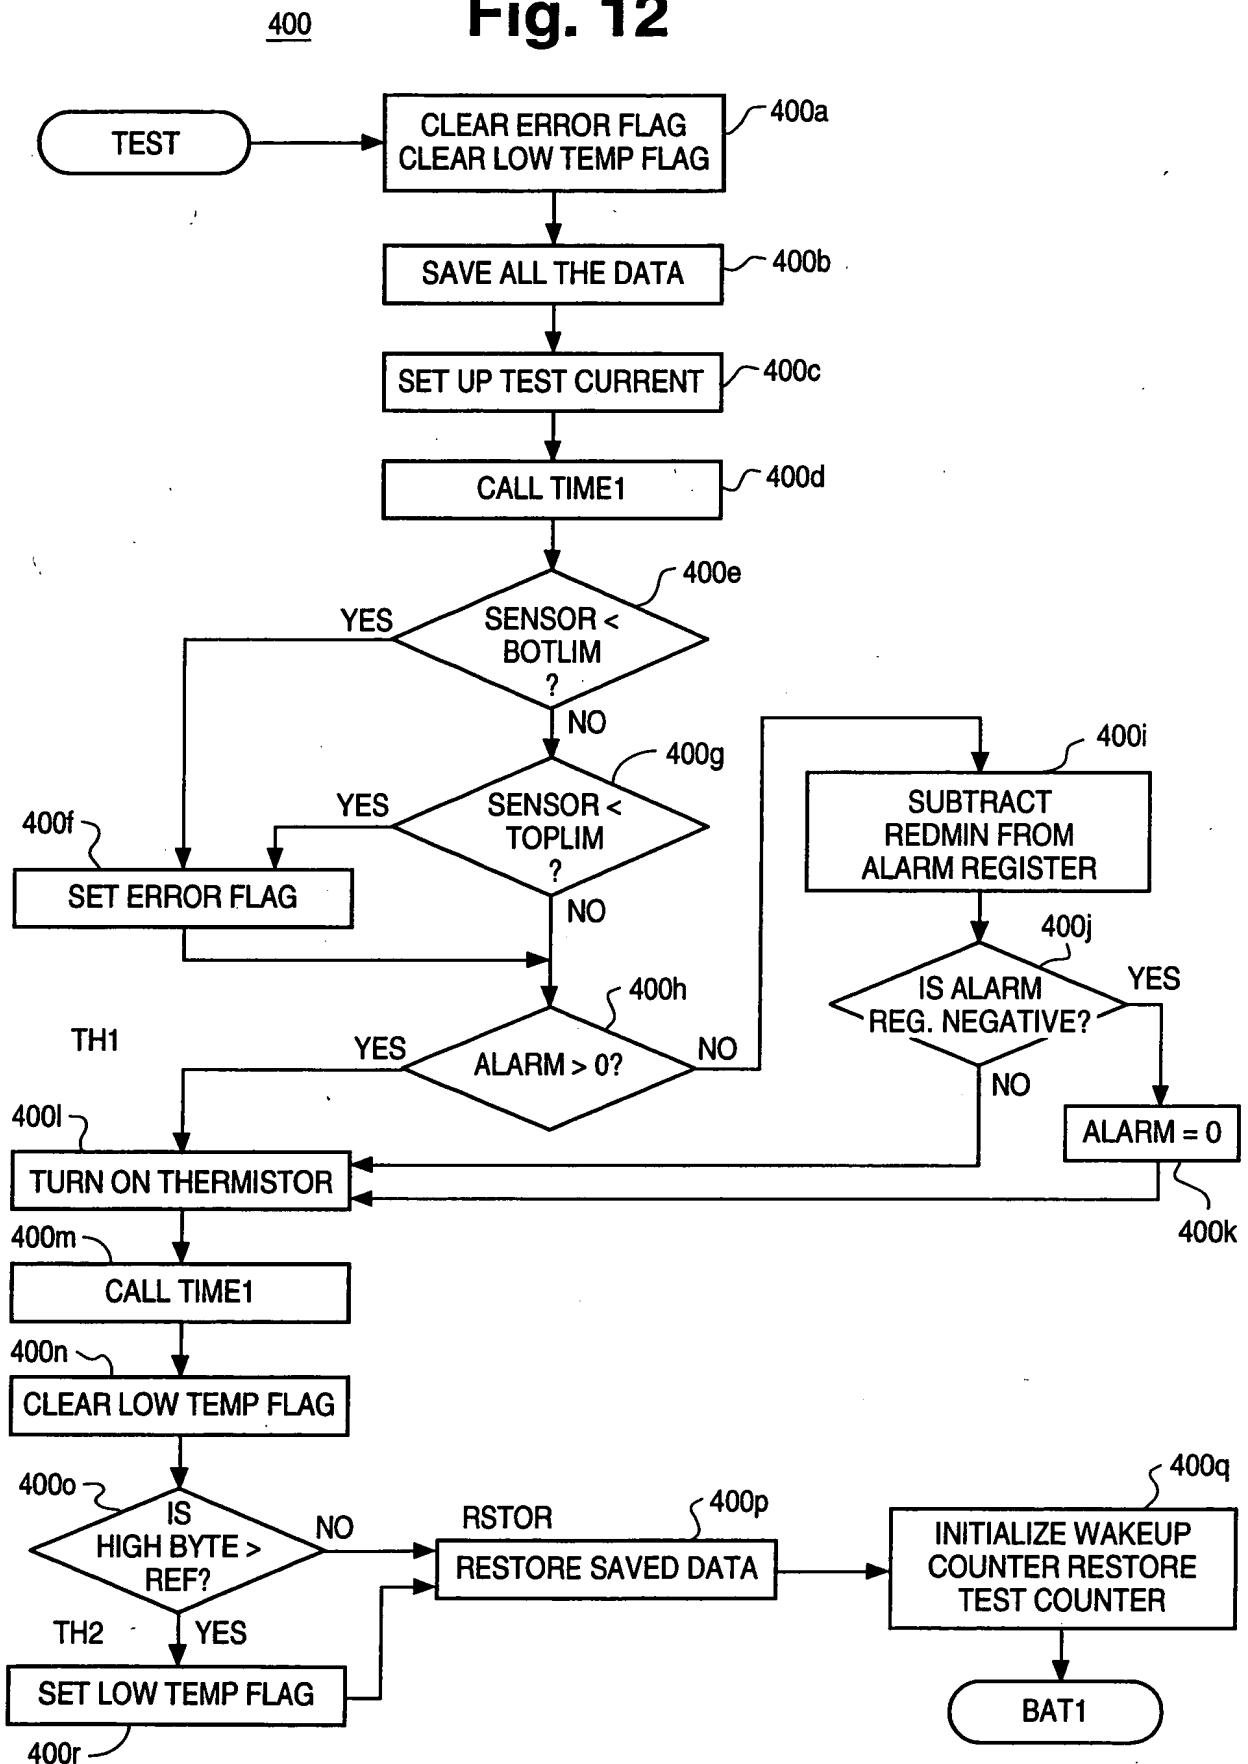 400
Fig. 12
TEST
CLEAR ERROR FLAG
CLEAR LOW TEMP FLAG
400a
SAVE ALL THE DATA
400b
SET UP TEST CURRENT
400c
CALL TIME1
400d
400e
YES
SENSOR <
BOTLIM
?
NO
400g
YES
SENSOR <
TOPLIM
?
NO
400f
SET ERROR FLAG
400i
SUBTRACT
REDMIN FROM
ALARM REGISTER
400j
IS ALARM
REG. NEGATIVE?
YES
NO
400h
TH1
YES
ALARM > 0?
NO
ALARM = 0
400k
400l
TURN ON THERMISTOR
400m
CALL TIME1
400n
CLEAR LOW TEMP FLAG
400o
IS
HIGH BYTE >
REF?
NO
RSTOR
400p
RESTORE SAVED DATA
400q
INITIALIZE WAKEUP
COUNTER RESTORE
TEST COUNTER
TH2
YES
SET LOW TEMP FLAG
400r
BAT1